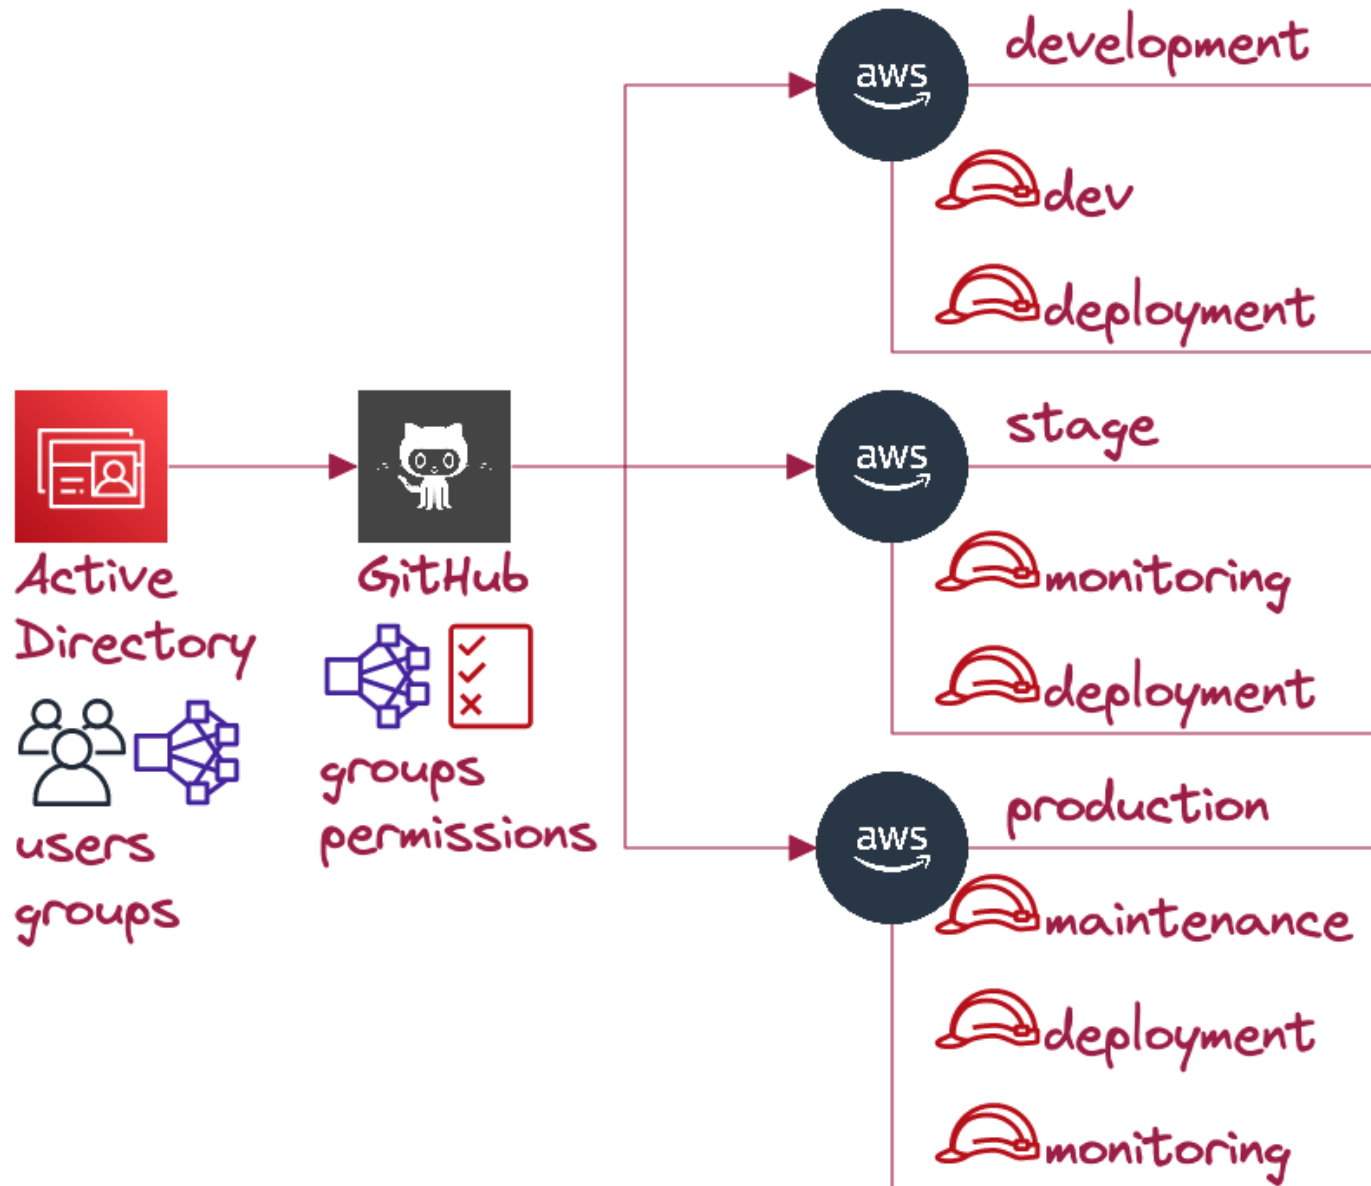 aws
development
dev
deployment
Active
Directory
users
groups
GitHub
groups
permissions
aws
stage
monitoring
deployment
aws
production
maintenance
deployment
monitoring